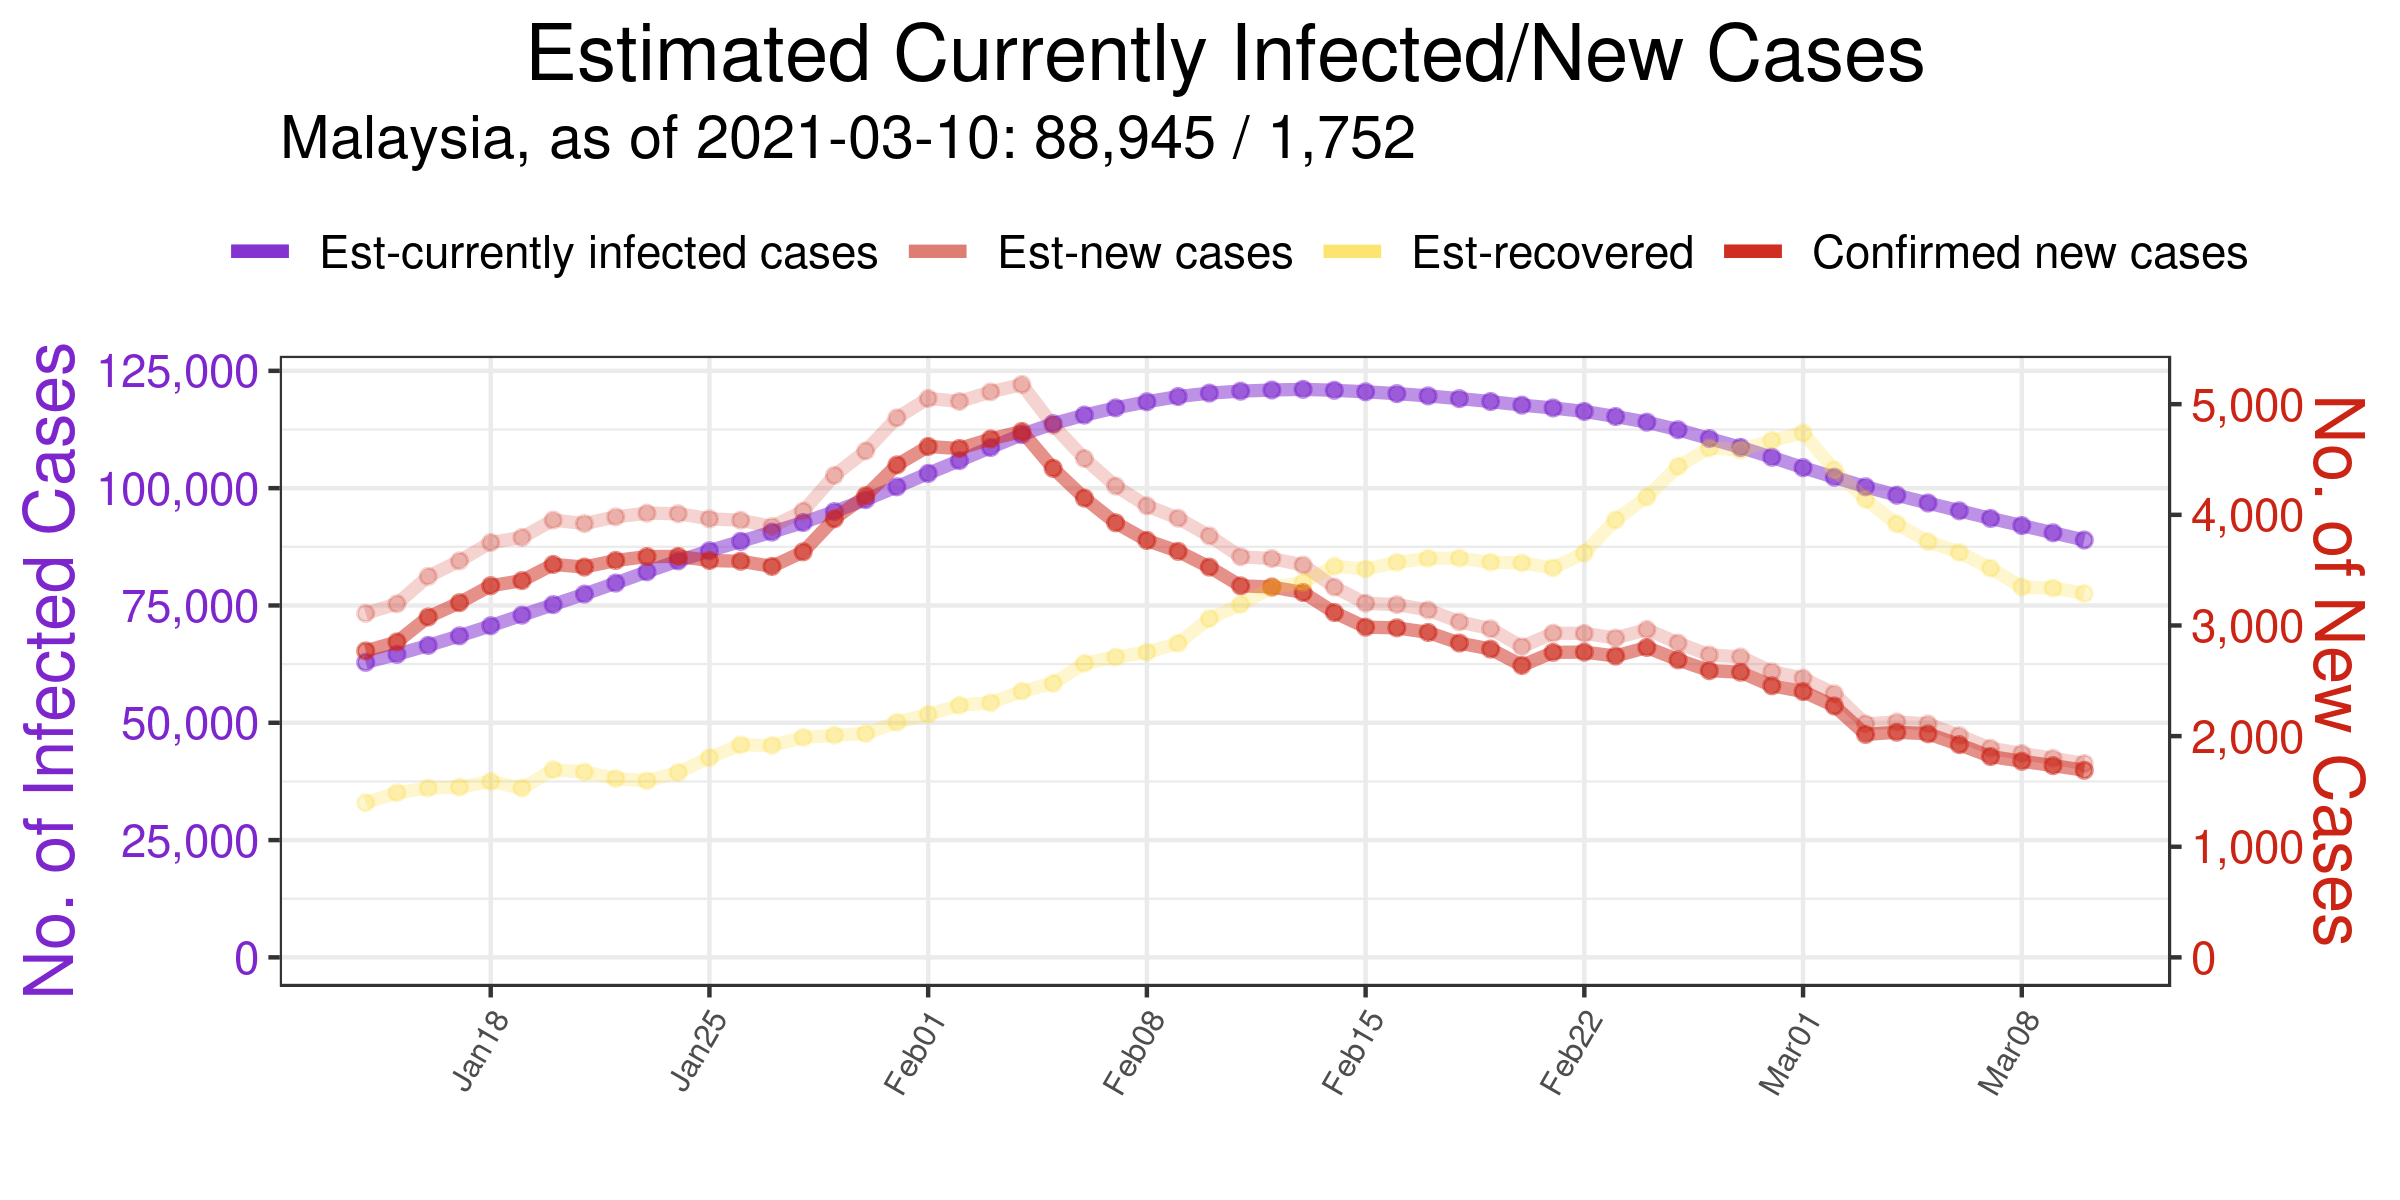 Estimated Currently Infected/New Cases
Malaysia, as of 2021-03-10: 88,945 / 1,752
Est-currently infected cases Est-new cases Est-recovered Confirmed new cases
No. of Infected Cases
125,000
100,000
75,000
50,000
25,000
0
5,000
4,000
3,000
2,000
1,000
0
No. of New Cases
Jan18 Jan25 Feb01 Feb08 Feb15 Feb22 Mar01 Mar08